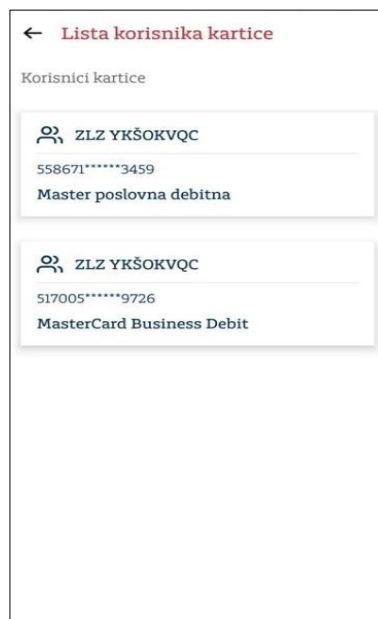 ← Lista korisnika kartice
Korisnici kartice
ZLZ YKŠOKVQC
558671******3459
Master poslovna debitna
ZLZ YKŠOKVQC
517005******9726
MasterCard Business Debit